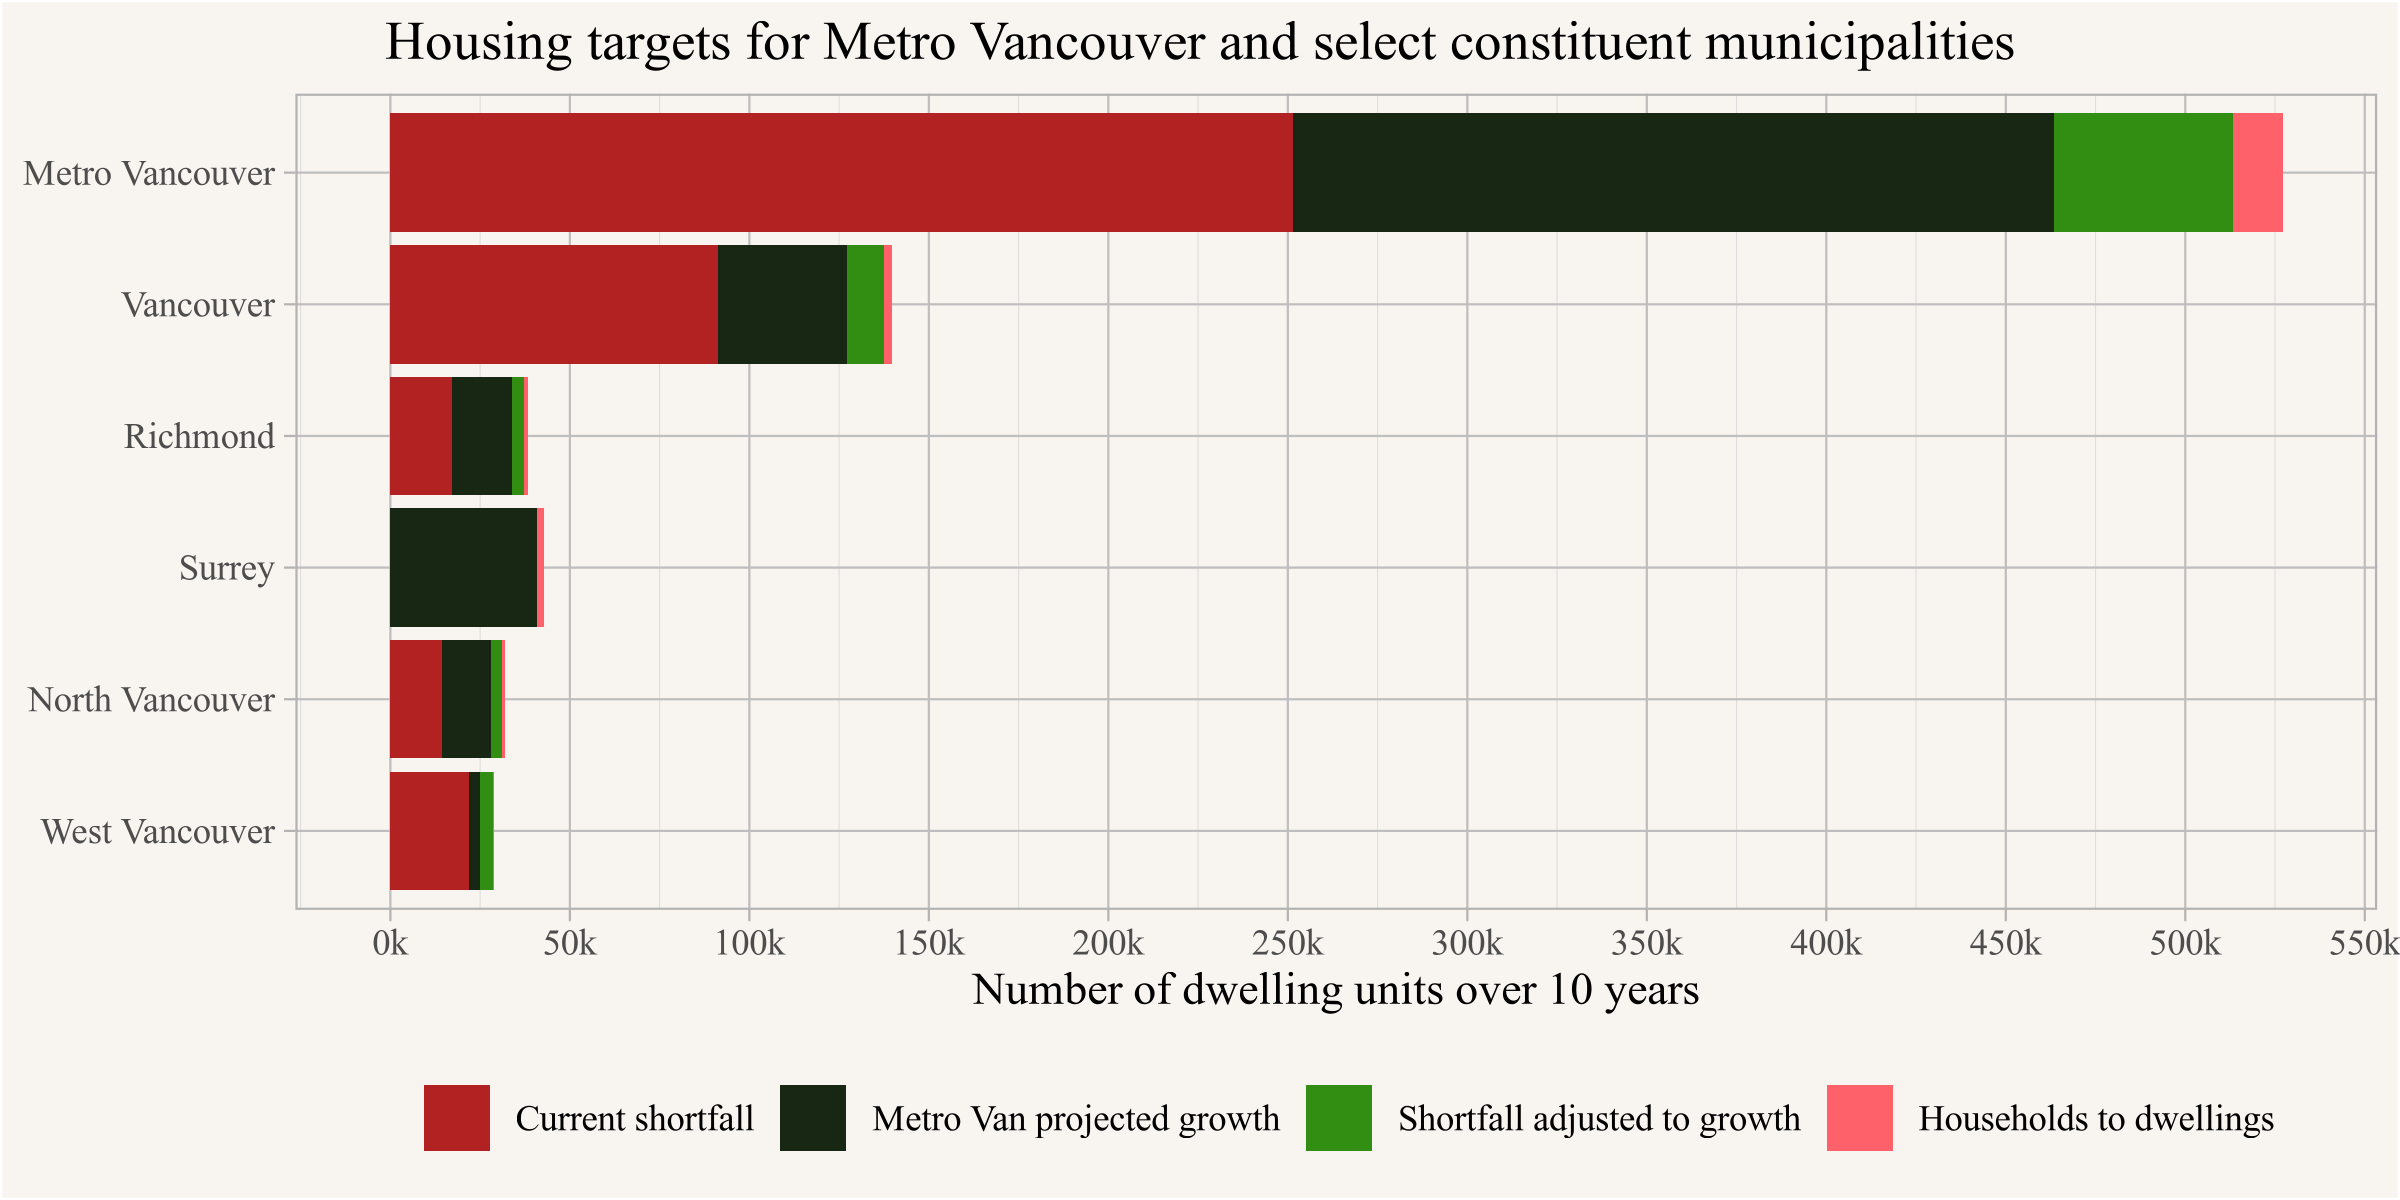 Housing targets for Metro Vancouver and select constituent municipalities
Metro Vancouver
Vancouver
Richmond
Surrey
North Vancouver
West Vancouver
0k 50k 100k 150k 200k 250k 300k 350k 400k 450k 500k 550k
Number of dwelling units over 10 years
Current shortfall Metro Van projected growth Shortfall adjusted to growth Households to dwellings